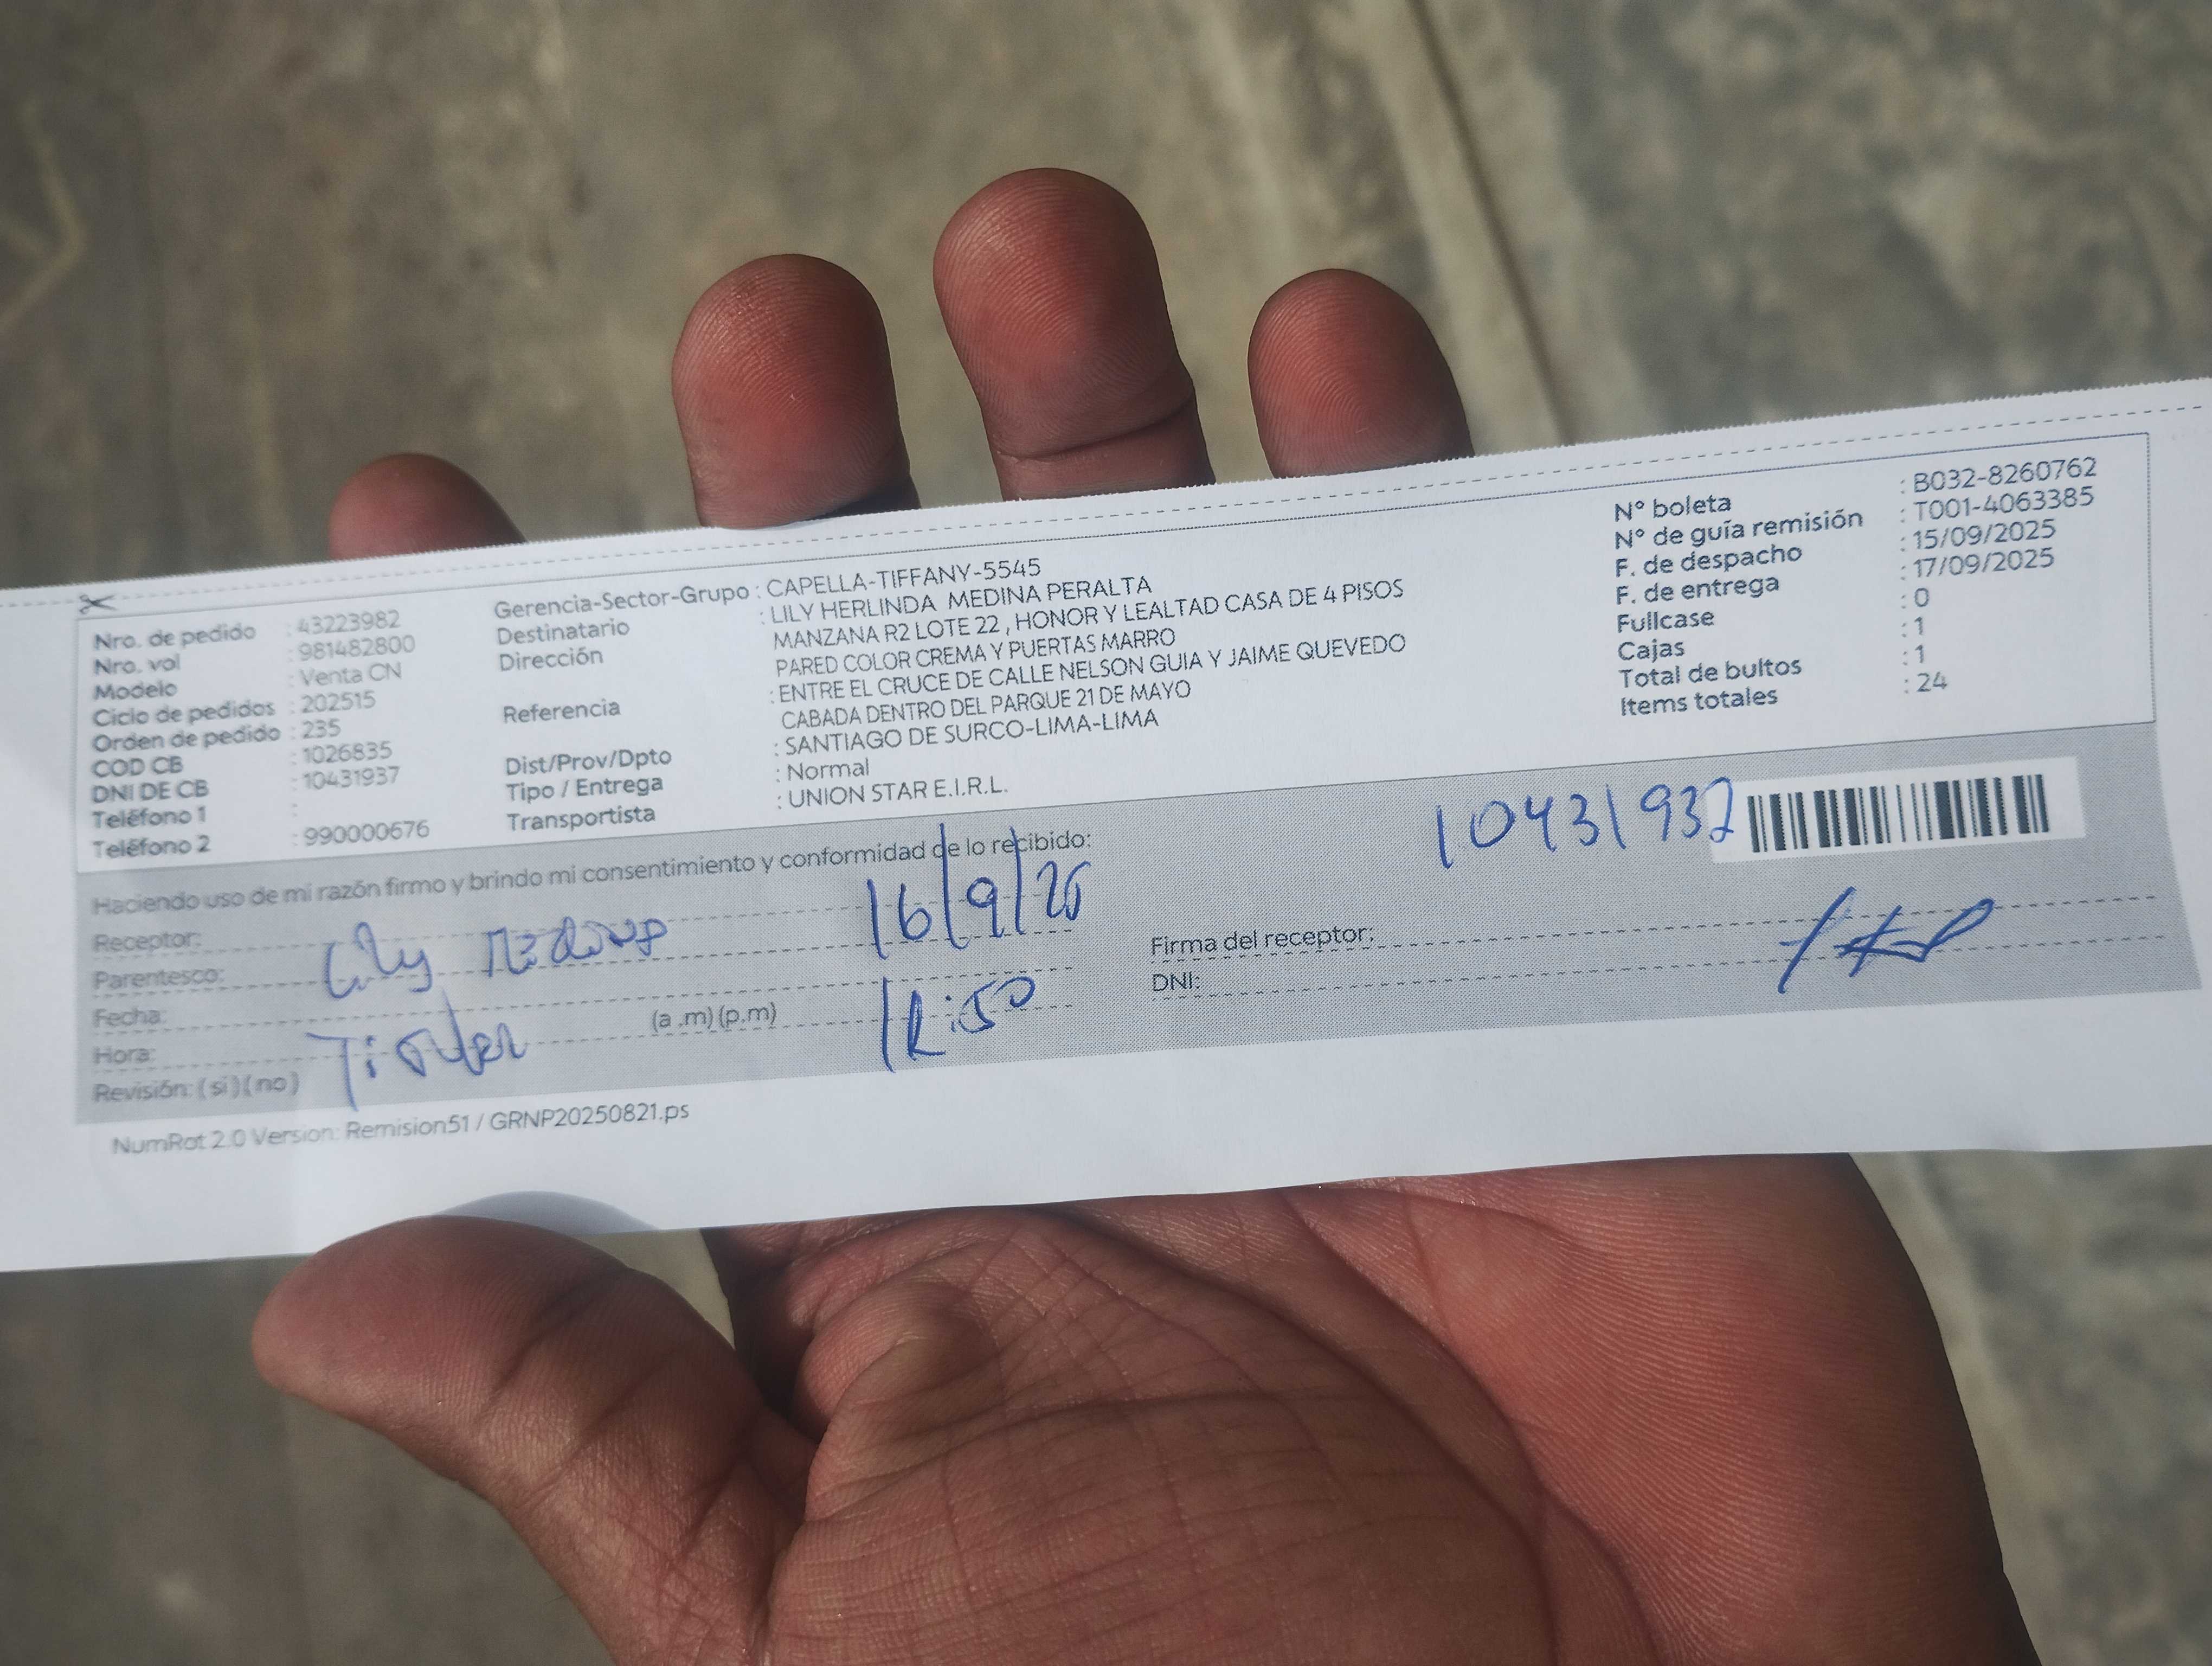 Nro. de pedido : 43223982
Nro. vol : 981482800
Modelo : Venta CN
Ciclo de pedidos : 202515
Orden de pedido : 235
COD CB : 1026835
DNI DE CB : 10431937
Teléfono 1 :
Teléfono 2 : 990000676
Gerencia-Sector-Grupo : CAPELLA-TIFFANY-5545
Destinatario : LILY HERLINDA MEDINA PERALTA
Dirección MANZANA R2 LOTE 22 , HONOR Y LEALTAD CASA DE 4 PISOS
PARED COLOR CREMA Y PUERTAS MARRO
Referencia : ENTRE EL CRUCE DE CALLE NELSON GUIA Y JAIME QUEVEDO
CABADA DENTRO DEL PARQUE 21 DE MAYO
Dist/Prov/Dpto : SANTIAGO DE SURCO-LIMA-LIMA
Tipo / Entrega : Normal
Transportista : UNION STAR E.I.R.L.
N° boleta : B032-8260762
N° de guía remisión : T001-4063385
F. de despacho : 15/09/2025
F. de entrega : 17/09/2025
Fullcase : 0
Cajas : 1
Total de bultos : 1
Items totales : 24
Haciendo uso de mi razón firmo y brindo mi consentimiento y conformidad de lo recibido:
Receptor:
Parentesco:
Fecha:
Hora:
Revisión: ( si ) ( no )
Lily
Titular
(a .m) (p.m)
16/9/25
Firma del receptor:
DNI:
NumRot 2.0 Version: Remision51 / GRNP20250821.ps